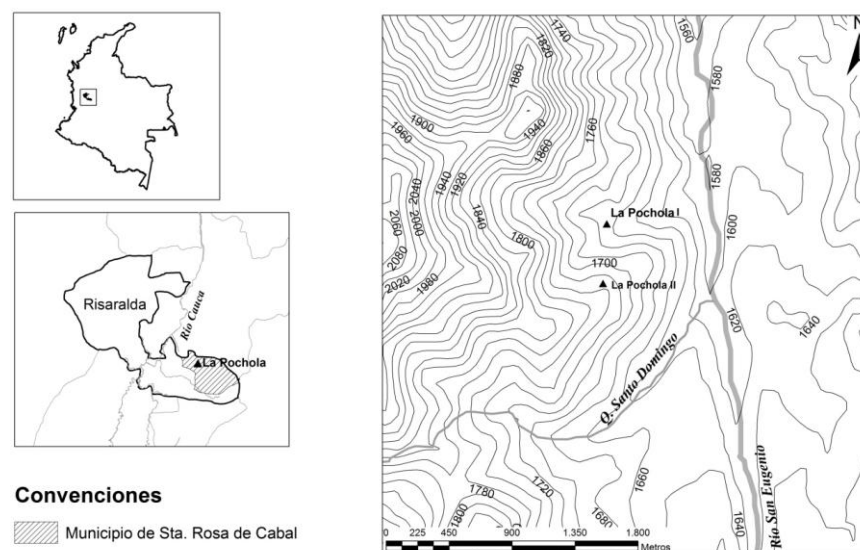 Risaralda
Río Cauca
La Pochola
Convenciones
Municipio de Sta. Rosa de Cabal
N
1740
1820
1880
1560
1580
1900
1960
1940
1860
1760
1940
1920
2040
2060
2000
2080
2020
1980
1840
1800
1580
La Pochola I
1600
1700
La Pochola II
1620
1640
Q. Santo Domingo
1660
1720
1780
1800
1680
1640
Río San Eugenio
0 225 450 900 1.350 1.800
Metros